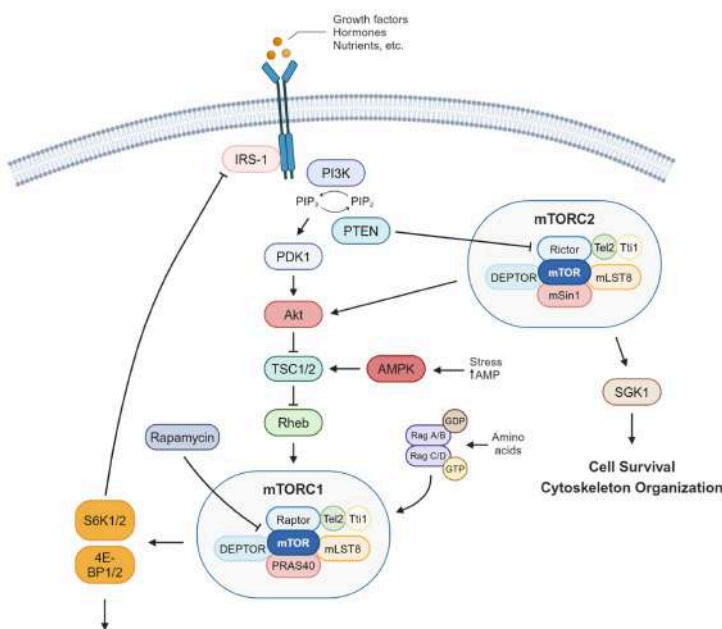 Growth factors
Hormones
Nutrients, etc.
IRS-1
PI3K
PIP₃
PIP₂
PTEN
PDK1
mTORC2
Rictor
Tel2
Tti1
DEPTOR
mTOR
mLST8
mSin1
Akt
TSC1/2
AMPK
Stress
↑AMP
SGK1
Rheb
Rapamycin
GDP
Rag A/B
Rag C/D
GTP
Amino
acids
Cell Survival
Cytoskeleton Organization
mTORC1
S6K1/2
Raptor
Tel2
Tti1
DEPTOR
mTOR
mLST8
PRAS40
4E-
BP1/2